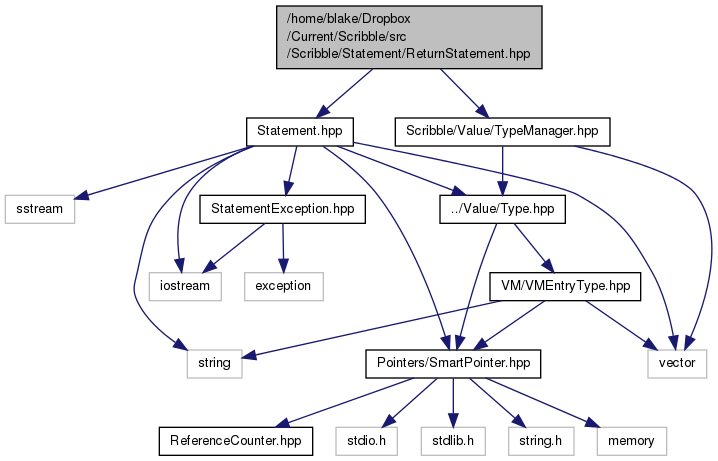 /home/blake/Dropbox
/Current/Scribble/src
/Scribble/Statement/ReturnStatement.hpp
Statement.hpp
Scribble/Value/TypeManager.hpp
sstream
StatementException.hpp
../Value/Type.hpp
iostream
exception
VM/VMEntryType.hpp
string
Pointers/SmartPointer.hpp
vector
ReferenceCounter.hpp
stdio.h
stdlib.h
string.h
memory